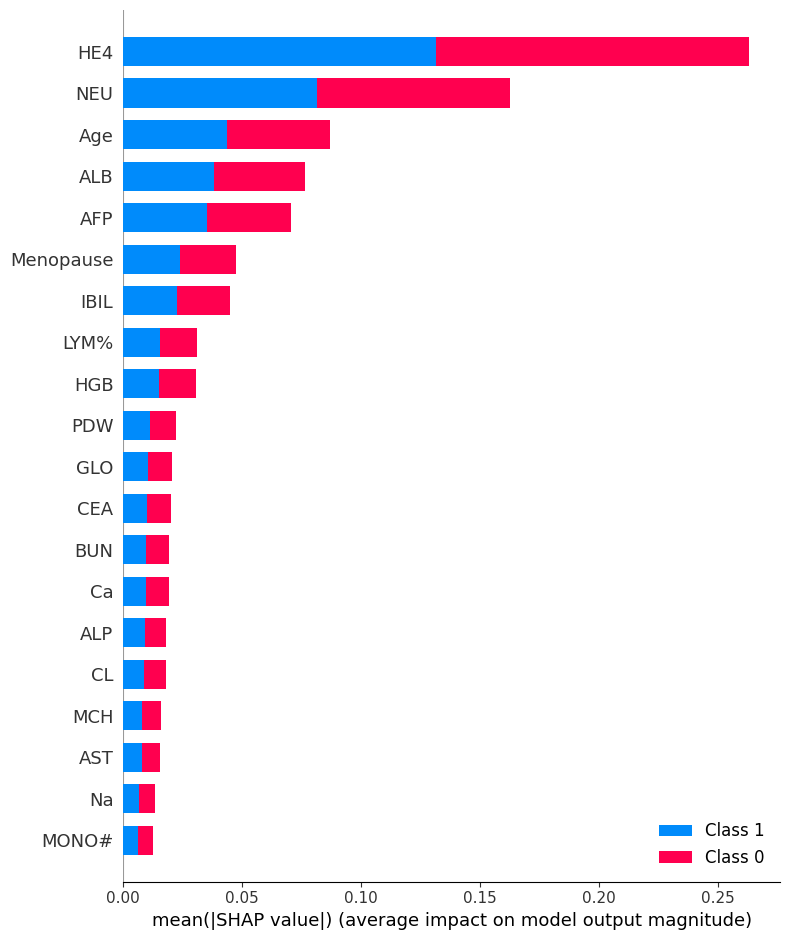 HE4
NEU
Age
ALB
AFP
Menopause
IBIL
LYM%
HGB
PDW
GLO
CEA
BUN
Ca
ALP
CL
MCH
AST
Na
MONO#
Class 1
Class 0
0.00 0.05 0.10 0.15 0.20 0.25
mean(|SHAP value|) (average impact on model output magnitude)